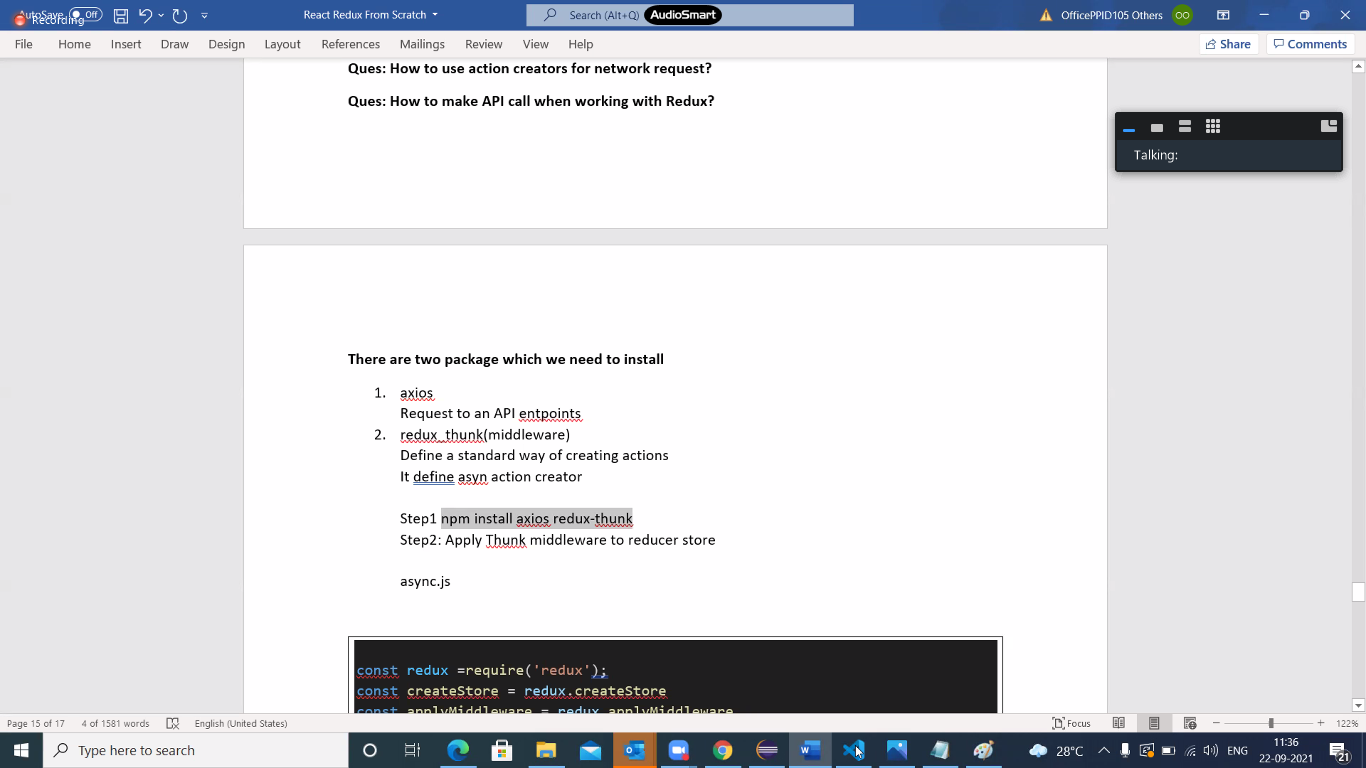 AutoSave Off
Recording
React Redux From Scratch
Search (Alt+Q)
AudioSmart
OfficePPID105 Others
OO
File Home Insert Draw Design Layout References Mailings Review View Help
Share
Comments
Ques: How to use action creators for network request?
Ques: How to make API call when working with Redux?
Talking:
There are two package which we need to install
1. axios
Request to an API entpoints
2. redux_thunk(middleware)
Define a standard way of creating actions
It define asyn action creator
Step1 npm install axios redux-thunk
Step2: Apply Thunk middleware to reducer store
async.js
const redux =require('redux');
const createStore = redux.createStore
const applyMiddleware = redux.applyMiddleware
Page 15 of 17 4 of 1581 words English (United States)
Focus
122%
Type here to search
28°C
ENG
11:36
22-09-2021
21